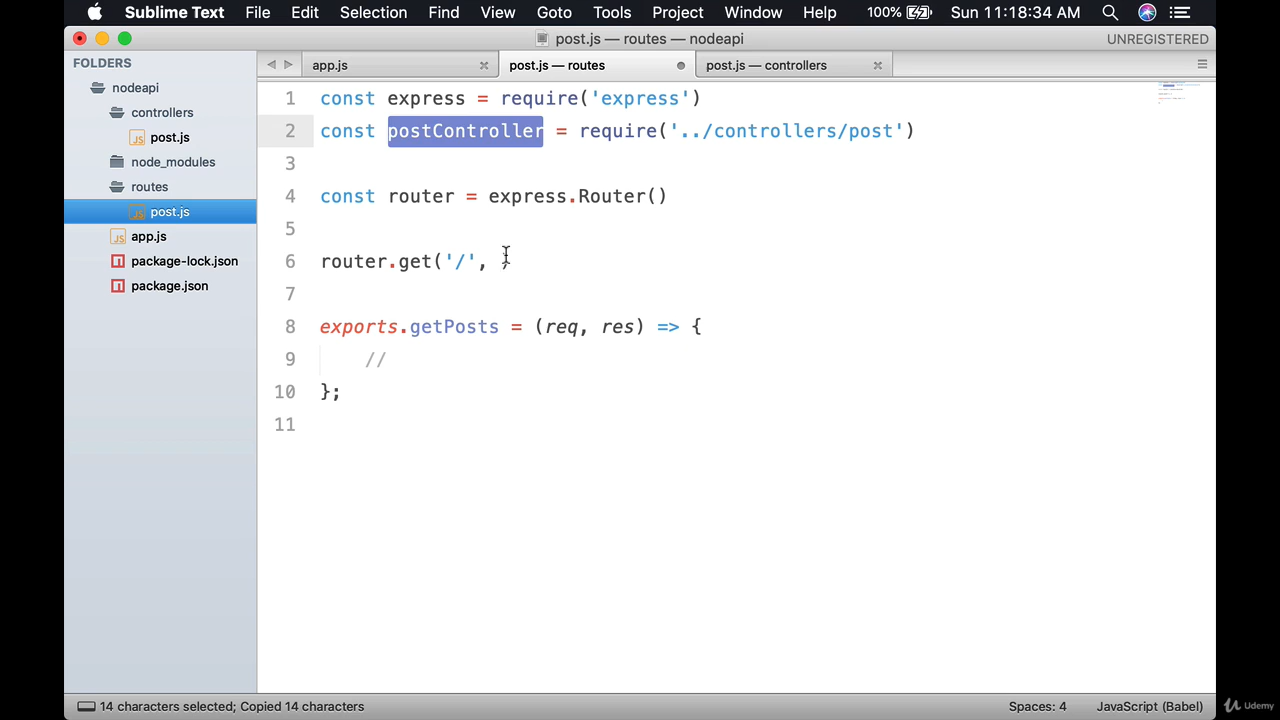 Sublime Text File Edit Selection Find View Goto Tools Project Window Help 100% Sun 11:18:34 AM
post.js — routes — nodeapi UNREGISTERED
FOLDERS
nodeapi
controllers
JS post.js
node_modules
routes
JS post.js
JS app.js
package-lock.json
package.json
app.js post.js — routes post.js — controllers
1 const express = require('express')
2 const postController = require('../controllers/post')
3
4 const router = express.Router()
5
6 router.get('/',
7
8 exports.getPosts = (req, res) => {
9 //
10 };
11
14 characters selected; Copied 14 characters Spaces: 4 JavaScript (Babel)
Udemy